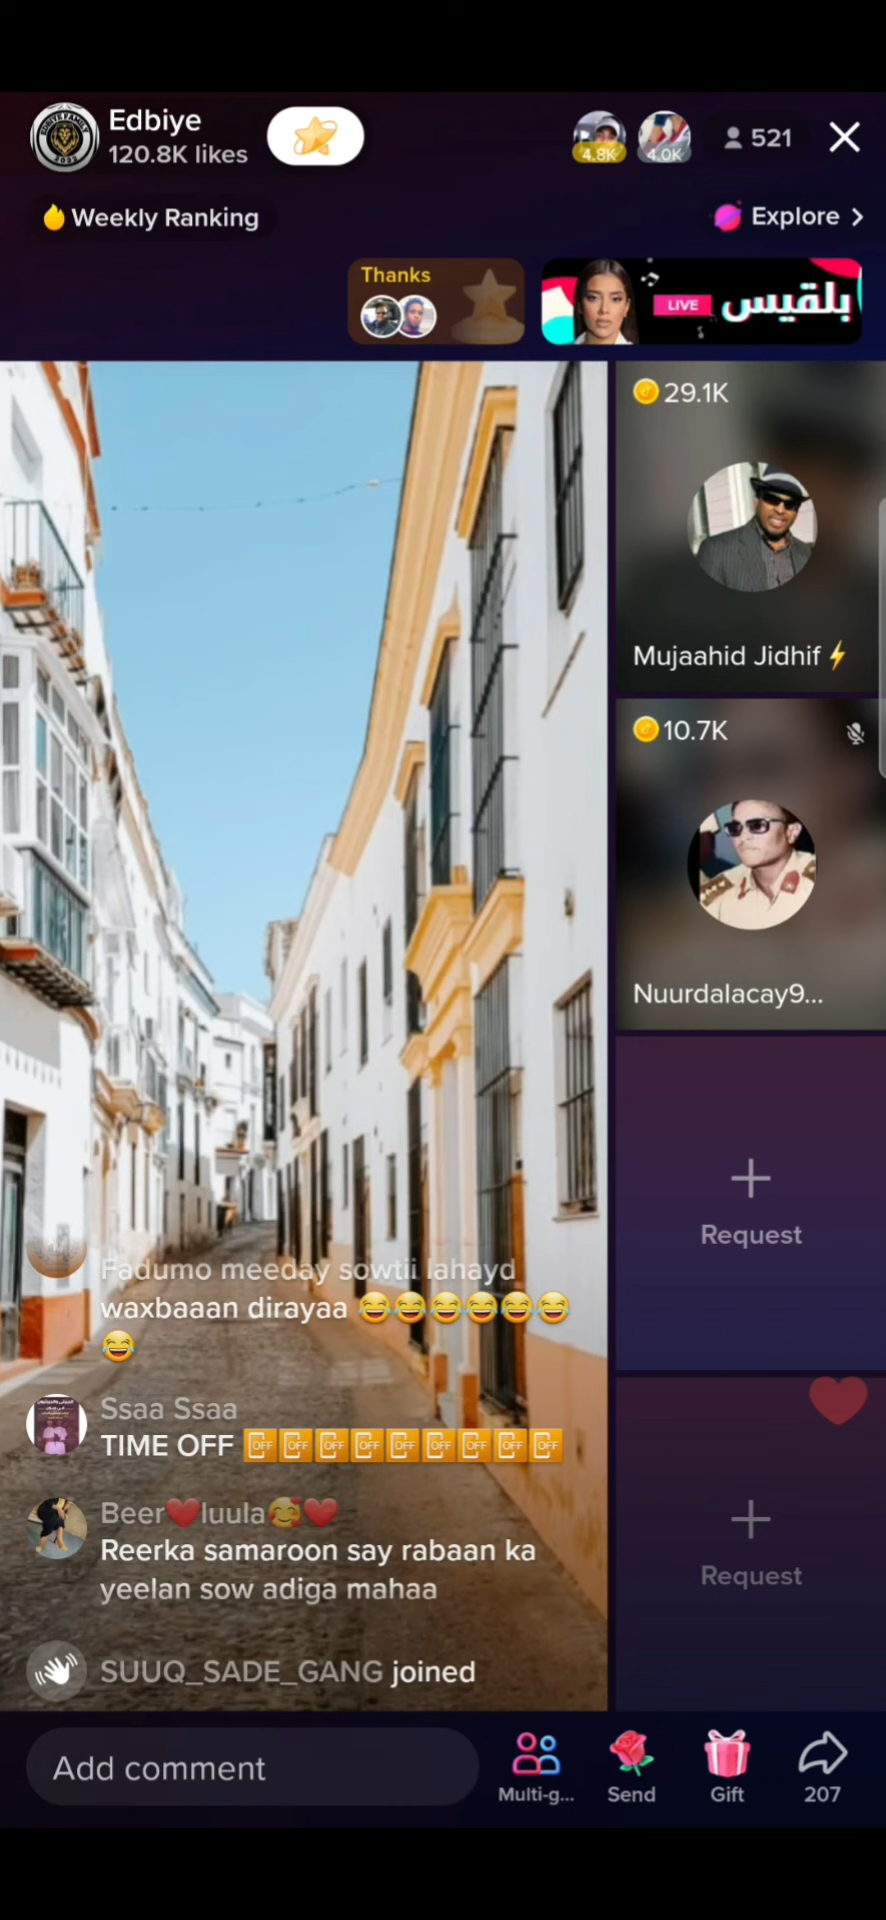 Edbiye
120.8K likes
4.8K
4.0K
521
Weekly Ranking
Explore
Thanks
LIVE
بلقيس
29.1K
Mujaahid Jidhif⚡
10.7K
Nuurdalacay9...
Request
Request
Fadumo meeday sowtii lahayd
waxbaaan dirayaa 😂😂😂😂😂😂
😂
Ssaa Ssaa
TIME OFF 📴📴📴📴📴📴📴📴📴
Beer❤️luula🥰❤️
Reerka samaroon say rabaan ka
yeelan sow adiga mahaa
SUUQ_SADE_GANG joined
Add comment
Multi-g...
Send
Gift
207